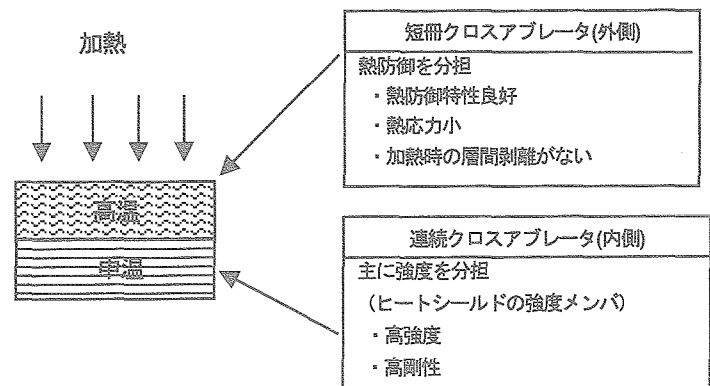 加熱
高温
中温
短冊クロスアブレータ(外側)
熱防御を分担
・熱防御特性良好
・熱応力小
・加熱時の層間剥離がない
連続クロスアブレータ(内側)
主に強度を分担
（ヒートシールドの強度メンバ）
・高強度
・高剛性